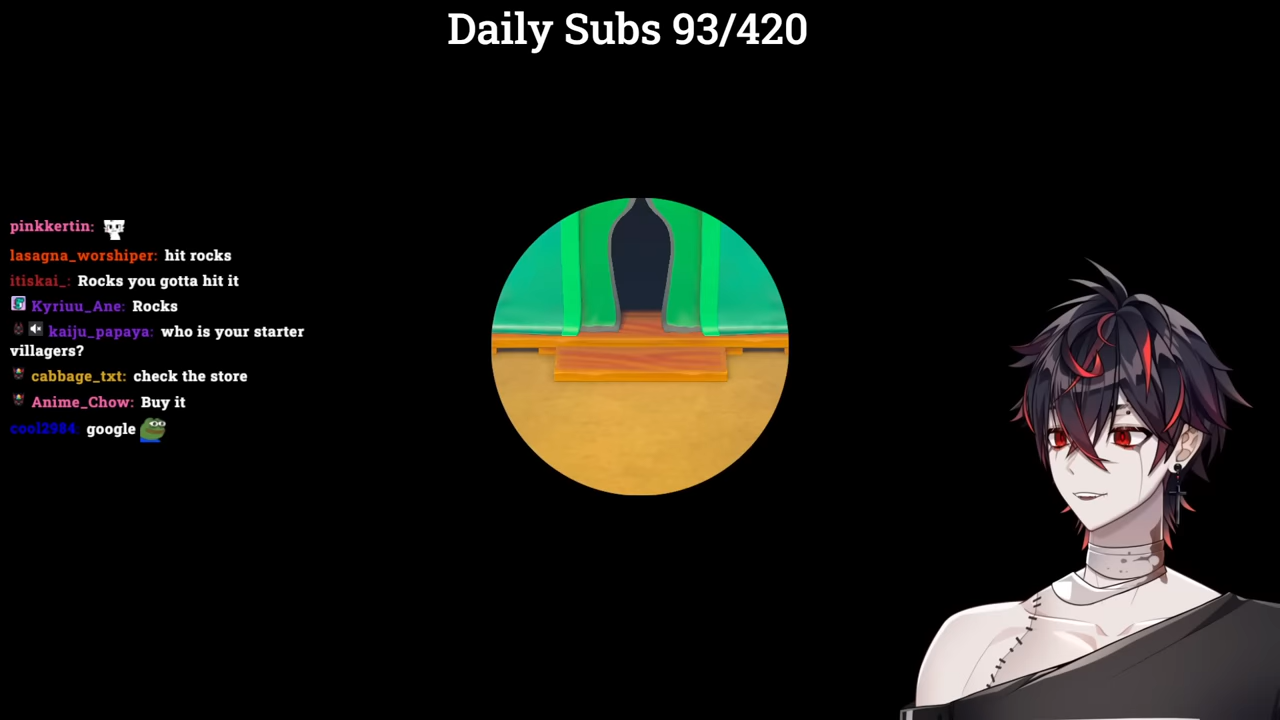 Daily Subs 93/420
pinkkertin:
lasagna_worshiper: hit rocks
itiskai_: Rocks you gotta hit it
Kyriuu_Ane: Rocks
kaiju_papaya: who is your starter
villagers?
cabbage_txt: check the store
Anime_Chow: Buy it
cool2984: google